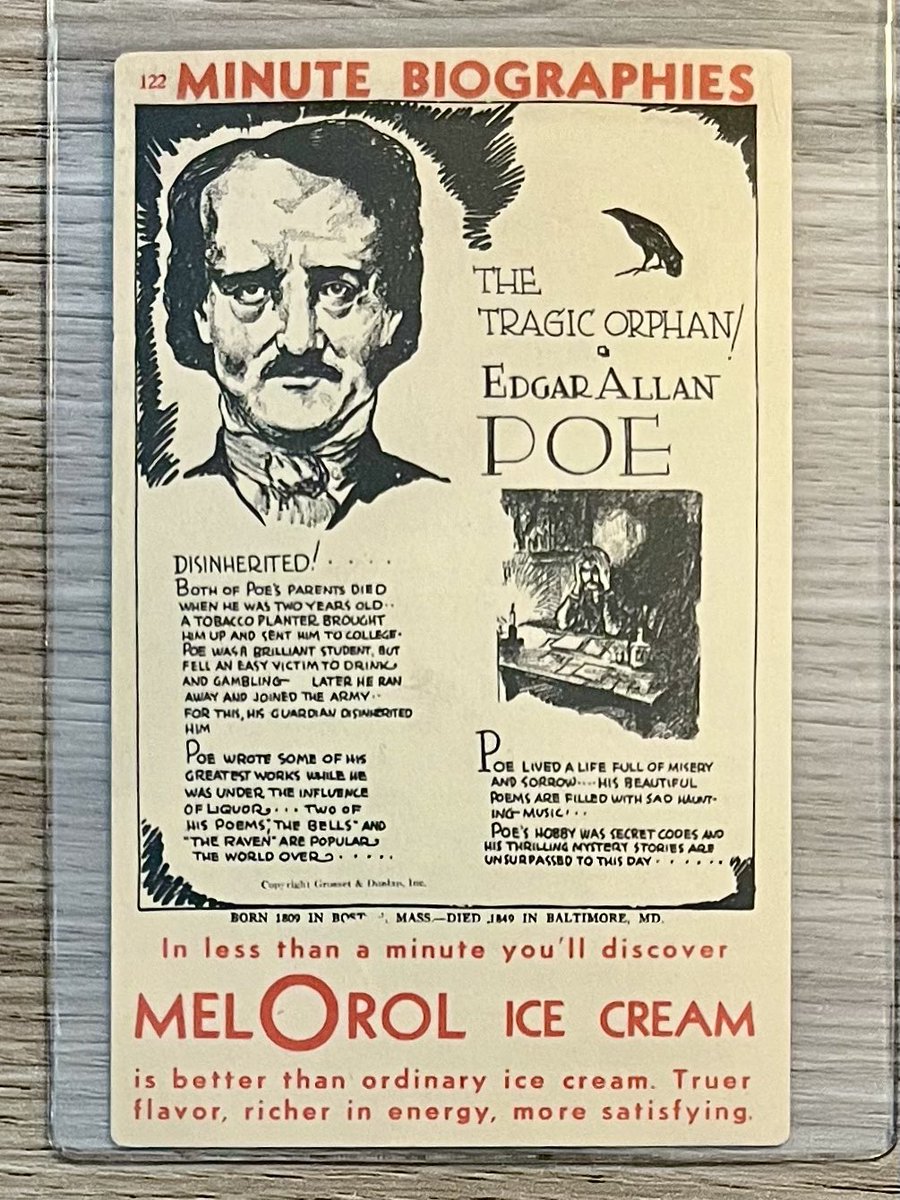 122 MINUTE BIOGRAPHIES
THE
TRAGIC ORPHAN!
EDGAR ALLAN
POE
DISINHERITED! . . . .
BOTH OF POE'S PARENTS DIED
WHEN HE WAS TWO YEARS OLD..
A TOBACCO PLANTER BROUGHT
HIM UP AND SENT HIM TO COLLEGE.
POE WAS A BRILLIANT STUDENT, BUT
FELL AN EASY VICTIM TO DRINK
AND GAMBLING— LATER HE RAN
AWAY AND JOINED THE ARMY..
FOR THIS, HIS GUARDIAN DISINHERITED
HIM
POE WROTE SOME OF HIS
GREATEST WORKS WHILE HE
WAS UNDER THE INFLUENCE
OF LIQUOR... TWO OF
HIS POEMS, "THE BELLS" AND
"THE RAVEN" ARE POPULAR
THE WORLD OVER . . . . .
POE LIVED A LIFE FULL OF MISERY
AND SORROW....HIS BEAUTIFUL
POEMS ARE FILLED WITH SAD HAUNT-
ING MUSIC...
POE'S HOBBY WAS SECRET CODES AND
HIS THRILLING MYSTERY STORIES ARE
UNSURPASSED TO THIS DAY . . . . . . .
Copyright Grosset & Dunlap, Inc.
BORN 1809 IN MASS.—DIED 1849 IN BALTIMORE, MD.
In less than a minute you'll discover
MELOROL ICE CREAM
is better than ordinary ice cream. Truer
flavor, richer in energy, more satisfying.